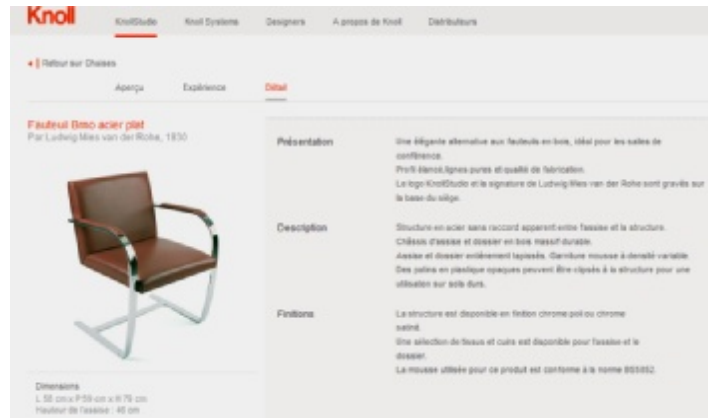 Knoll
KnollStudio Knoll Systems Designers A propos de Knoll Distributeurs
Retour sur Chaises
Aperçu Expérience Détail
Fauteuil Brno acier plat
Par Ludwig Mies van der Rohe, 1930
Présentation
Une élégante alternative aux fauteuils en bois, idéal pour les salles de
conférence.
Profil élancé,lignes pures et qualité de fabrication.
Le logo KnollStudio et la signature de Ludwig Mies van der Rohe sont gravés sur
la base du siège.
Description
Structure en acier sans raccord apparent entre l'assise et la structure.
Châssis d'assise et dossier en bois massif durable.
Assise et dossier entièrement tapissés. Garniture mousse à densité variable.
Des patins en plastique opaques peuvent être clipsés à la structure pour une
utilisation sur sols durs.
Finitions
La structure est disponible en finition chrome poli ou chrome
satiné.
Une sélection de tissus et cuirs est disponible pour l'assise et le
dossier.
La mousse utilisée pour ce produit est conforme à la norme BS5852.
Dimensions
L 58 cm x P 59 cm x H 79 cm
Hauteur de l'assise : 46 cm